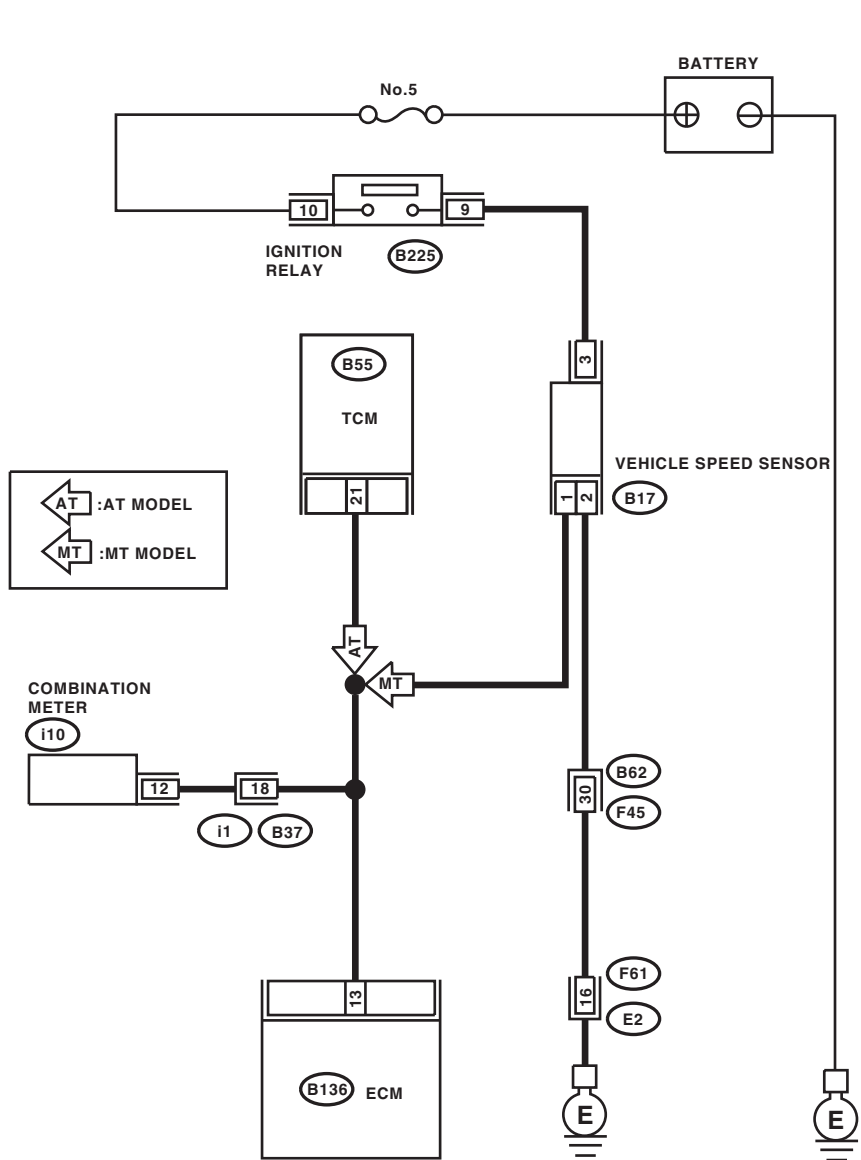 BATTERY
No.5
10
9
IGNITION
RELAY
B225
3
B55
TCM
21
VEHICLE SPEED SENSOR
1
2
B17
AT :AT MODEL
MT :MT MODEL
AT
MT
COMBINATION
METER
i10
12
18
i1
B37
30
B62
F45
16
F61
E2
13
B136
ECM
E
E